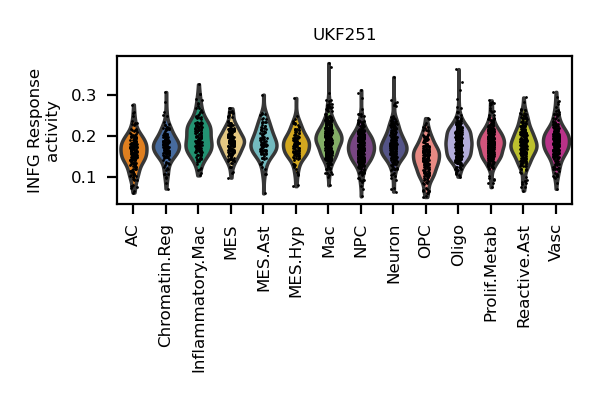 UKF251
INFG Response
activity
0.3
0.2
0.1
AC
Chromatin.Reg
Inflammatory.Mac
MES
MES.Ast
MES.Hyp
Mac
NPC
Neuron
OPC
Oligo
Prolif.Metab
Reactive.Ast
Vasc